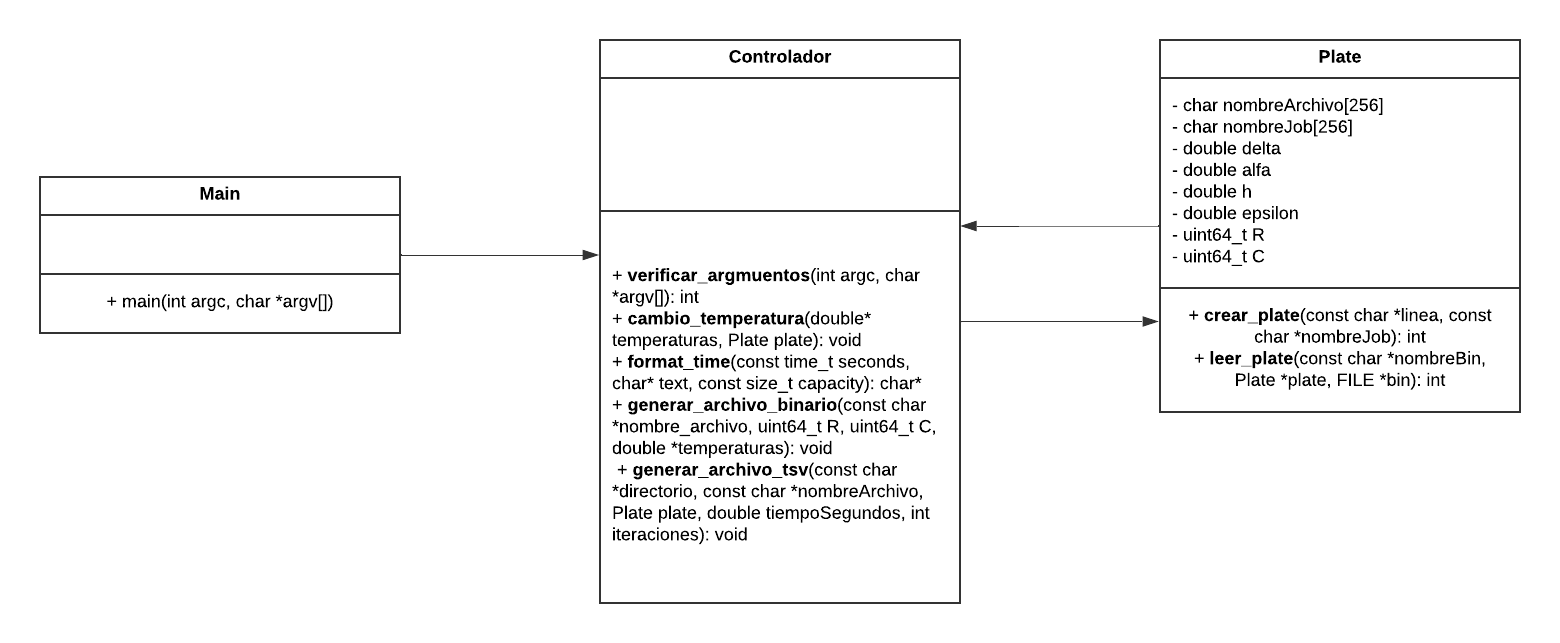 Main
+ main(int argc, char *argv[])
Controlador
+ verificar_argmuentos(int argc, char
*argv[]): int
+ cambio_temperatura(double*
temperaturas, Plate plate): void
+ format_time(const time_t seconds,
char* text, const size_t capacity): char*
+ generar_archivo_binario(const char
*nombre_archivo, uint64_t R, uint64_t C,
double *temperaturas): void
+ generar_archivo_tsv(const char
*directorio, const char *nombreArchivo,
Plate plate, double tiempoSegundos, int
iteraciones): void
Plate
- char nombreArchivo[256]
- char nombreJob[256]
- double delta
- double alfa
- double h
- double epsilon
- uint64_t R
- uint64_t C
+ crear_plate(const char *linea, const
char *nombreJob): int
+ leer_plate(const char *nombreBin,
Plate *plate, FILE *bin): int